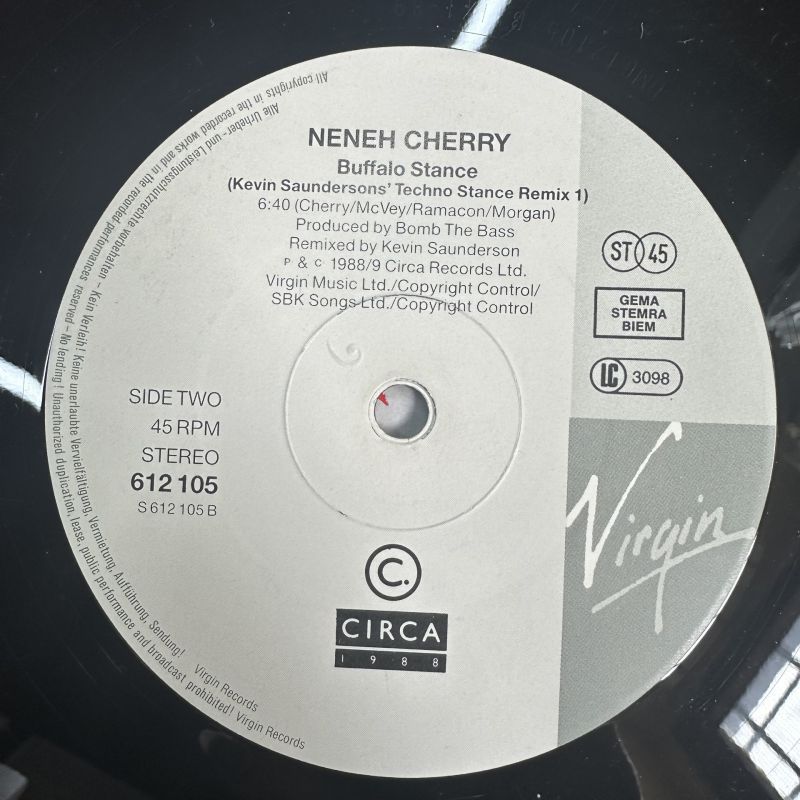 NENEH CHERRY
Buffalo Stance
(Kevin Saundersons' Techno Stance Remix 1)
6:40 (Cherry/McVey/Ramacon/Morgan)
Produced by Bomb The Bass
Remixed by Kevin Saunderson
P & C 1988/9 Circa Records Ltd.
Virgin Music Ltd./Copyright Control/
SBK Songs Ltd./Copyright Control
ST 45
GEMA
STEMRA
BIEM
LC 3098
SIDE TWO
45 RPM
STEREO
612 105
S 612 105 B
Virgin
C.
CIRCA
1988
Alle Urheber- und Leistungsschutzrechte vorbehalten – Kein Verleih! Keine unerlaubte Vervielfältigung, Vermietung, Aufführung, Sendung! Virgin Records
All copyrights in the recorded works and in the recorded performances reserved – No lending! Unauthorized duplication, lease, public performance and broadcast prohibited! Virgin Records